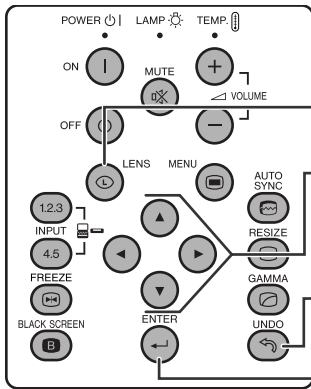 POWER LAMP TEMP.
ON
MUTE
VOLUME
OFF
LENS MENU
L
AUTO
SYNC
1.2.3
INPUT
4.5
RESIZE
FREEZE
GAMMA
BLACK SCREEN
B
ENTER
UNDO